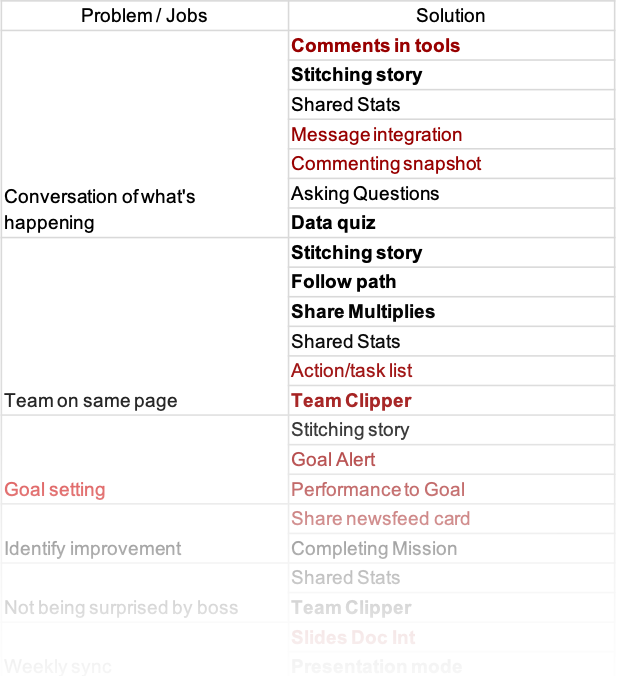 Problem / Jobs
Solution
Comments in tools
Stitching story
Shared Stats
Message integration
Commenting snapshot
Asking Questions
Conversation of what's
happening
Data quiz
Stitching story
Follow path
Share Multiplies
Shared Stats
Action/task list
Team on same page
Team Clipper
Stitching story
Goal Alert
Goal setting
Performance to Goal
Share newsfeed card
Identify improvement
Completing Mission
Shared Stats
Not being surprised by boss
Team Clipper
Slides Doc Int
Weekly sync
Presentation mode